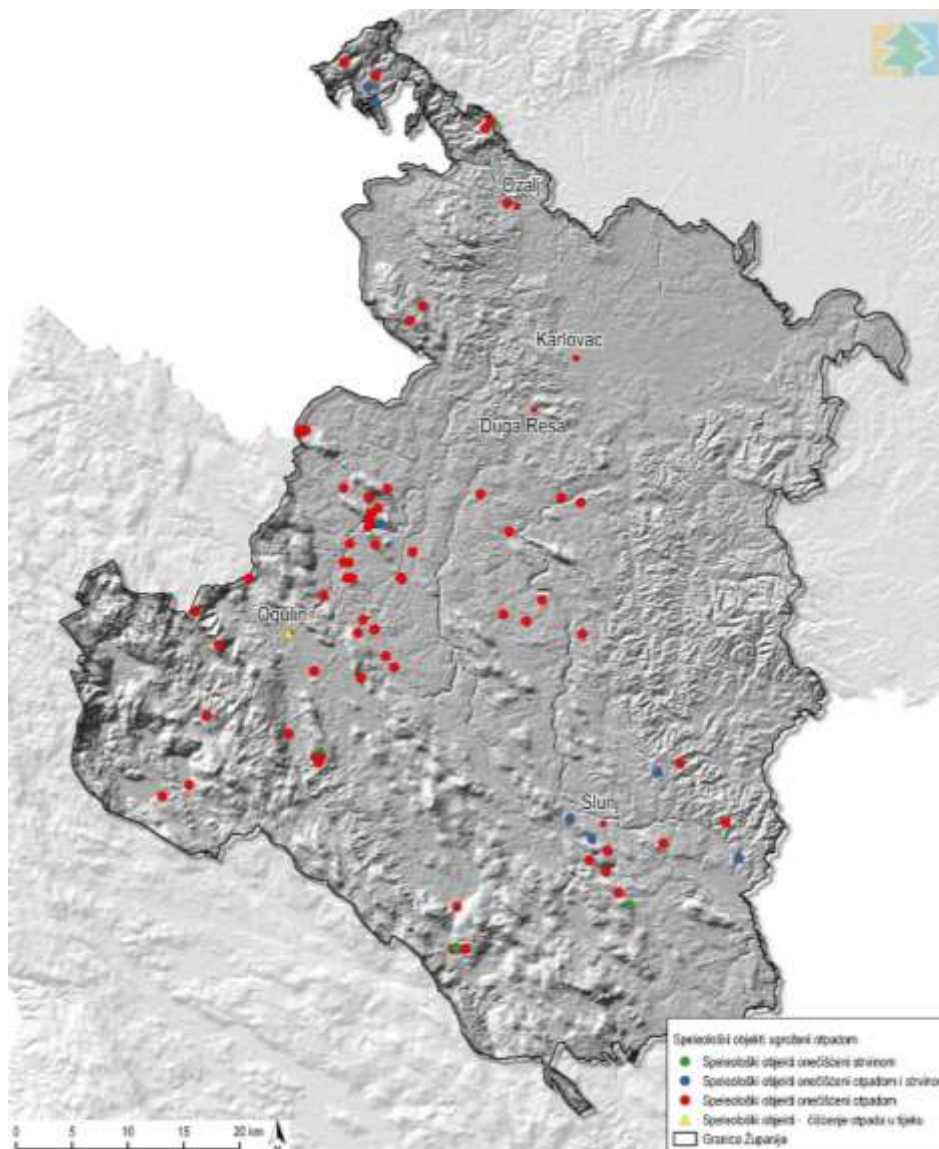 Ozalj
Karlovac
Duga Resa
Ogulin
Slunj
Speleološki objekti ugroženi otpadom
Speleološki objekti onečišćeni strvinom
Speleološki objekti onečišćeni otpadom i strvinom
Speleološki objekti onečišćeni otpadom
Speleološki objekti - čišćenje otpada u tijeku
Granica Županije
0 5 10 20 km